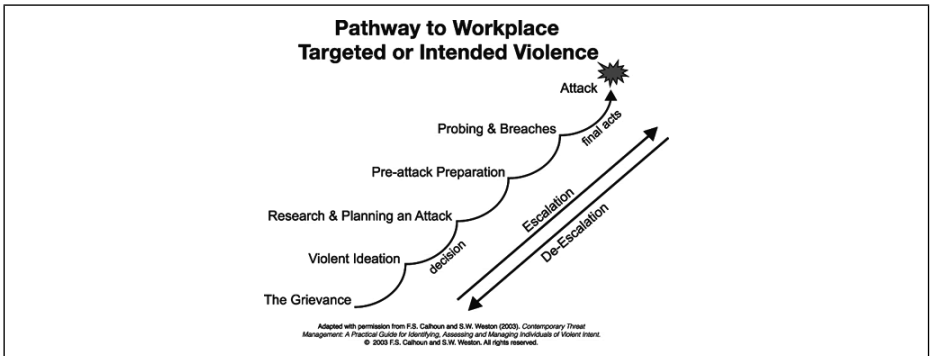 Pathway to Workplace
Targeted or Intended Violence
Attack
final acts
Probing & Breaches
Pre-attack Preparation
Research & Planning an Attack
decision
Violent Ideation
The Grievance
Escalation
De-Escalation
Adapted with permission from F.S. Calhoun and S.W. Weston (2003). Contemporary Threat
Management: A Practical Guide for Identifying, Assessing and Managing Individuals of Violent Intent.
© 2003 F.S. Calhoun and S.W. Weston. All rights reserved.